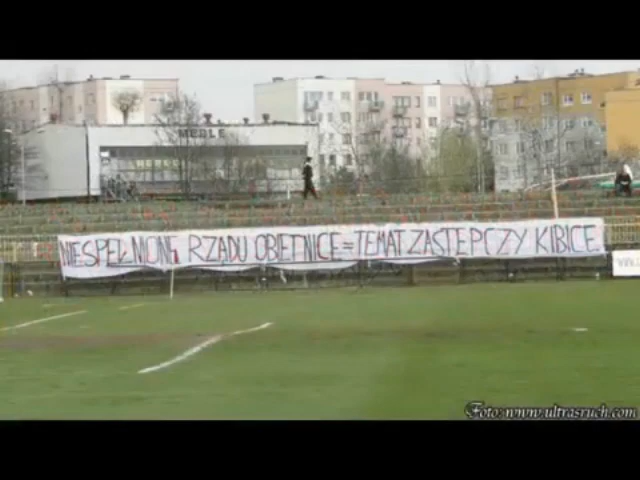 MEBLE
NIESPEŁNIONE RZĄDU OBIETNICE = TEMAT ZASTĘPCZY KIBICE
Foto: www.ultrasruch.com